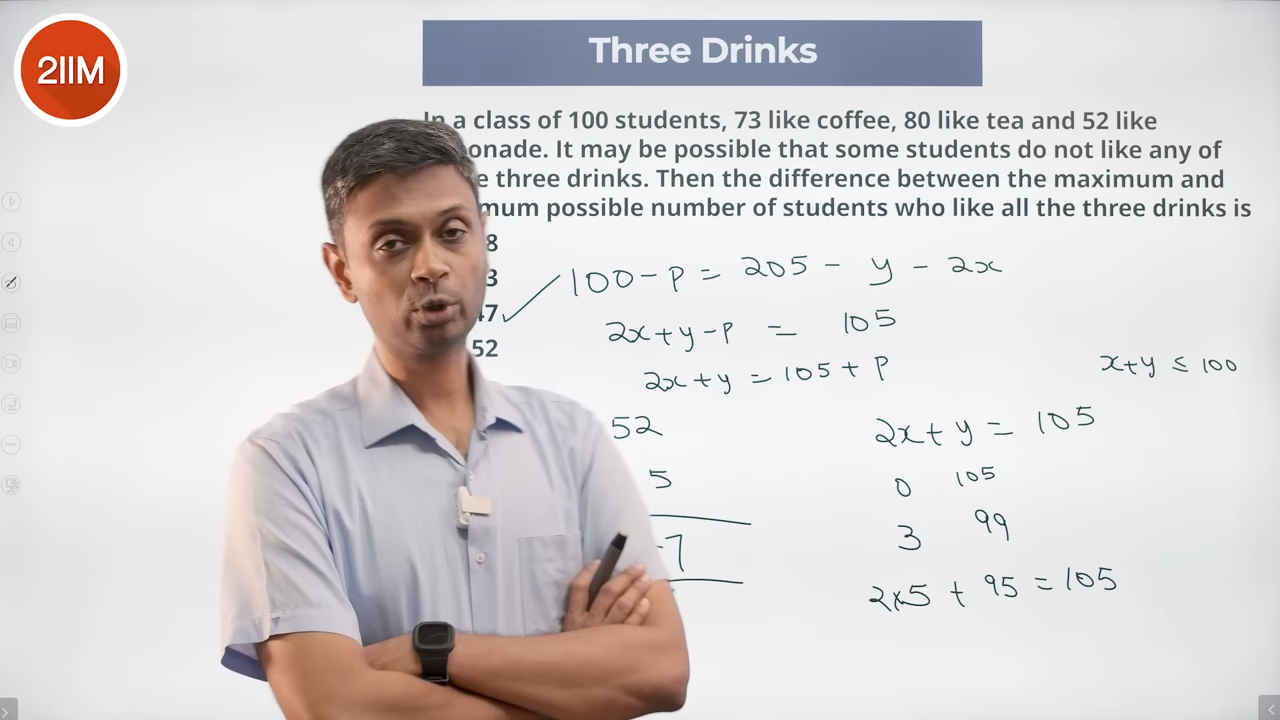 2IIM
Three Drinks
In a class of 100 students, 73 like coffee, 80 like tea and 52 like
onade. It may be possible that some students do not like any of
e three drinks. Then the difference between the maximum and
mum possible number of students who like all the three drinks is
8
3
47
52
100 - p = 205 - y - 2x
2x + y - p = 105
2x + y = 105 + p
x + y ≤ 100
52
5
7
2x + y = 105
0 105
3 99
2x5 + 95 = 105